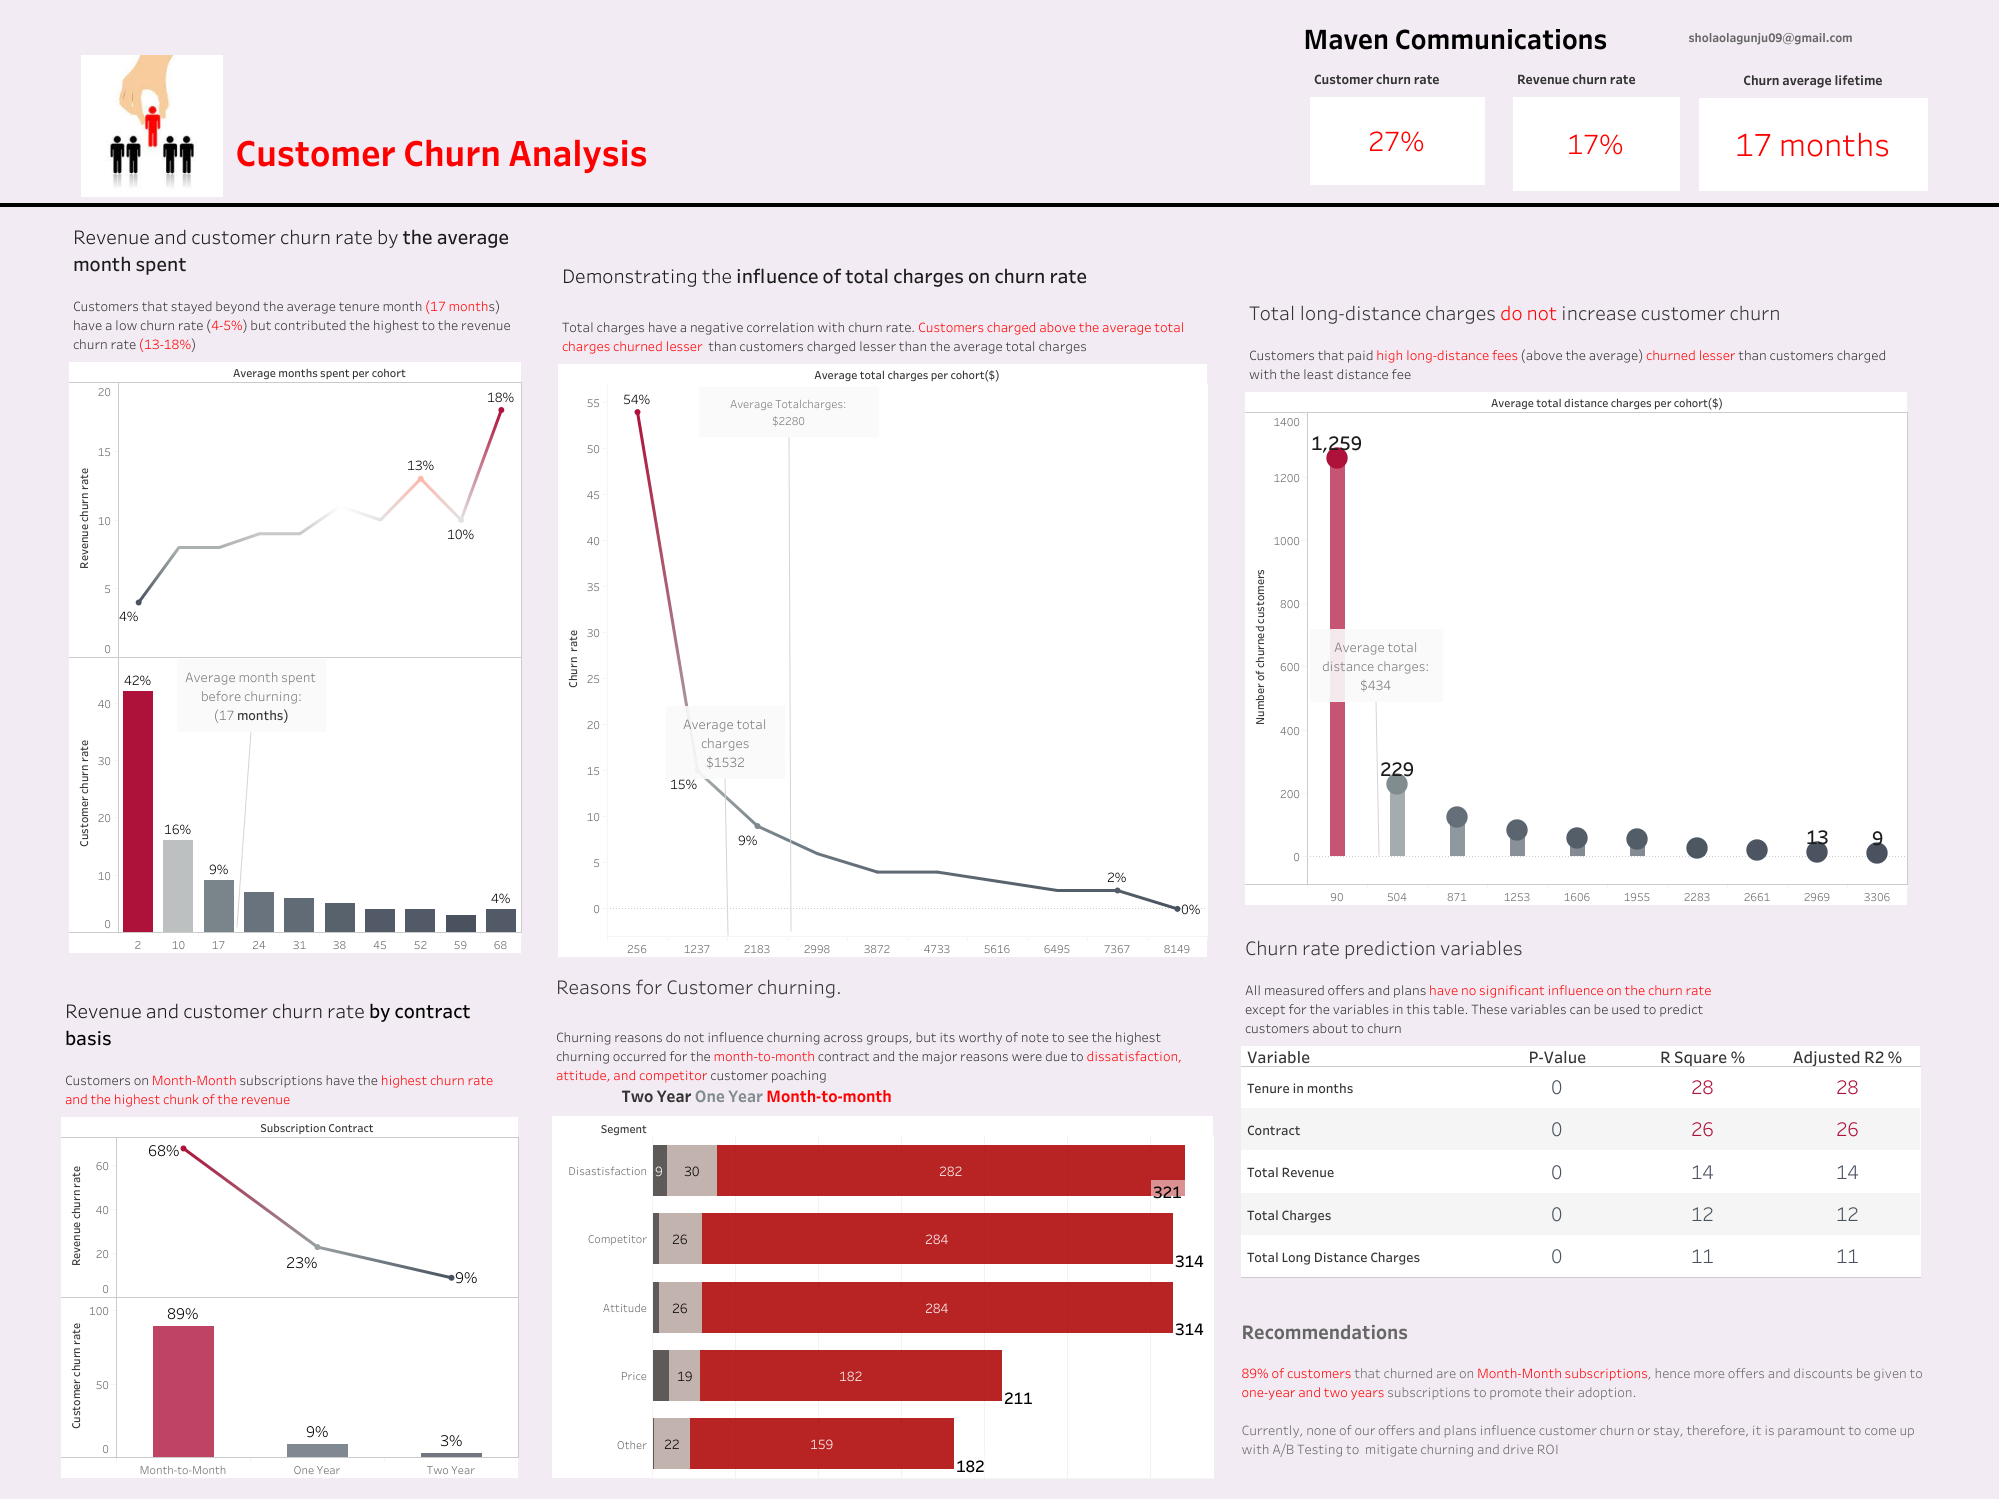 Maven Communications
sholaolagunju09@gmail.com
Customer churn rate
Revenue churn rate
Churn average lifetime
27%
17%
17 months
Customer Churn Analysis
Revenue and customer churn rate by the average
month spent
Customers that stayed beyond the average tenure month (17 months)
have a low churn rate (4-5%) but contributed the highest to the revenue
churn rate (13-18%)
Average months spent per cohort
Revenue churn rate
20
15
10
5
0
4%
13%
10%
18%
Customer churn rate
40
30
20
10
0
42%
16%
9%
4%
Average month spent
before churning:
(17 months)
2 10 17 24 31 38 45 52 59 68
Demonstrating the influence of total charges on churn rate
Total charges have a negative correlation with churn rate. Customers charged above the average total
charges churned lesser than customers charged lesser than the average total charges
Average total charges per cohort($)
Churn rate
55
50
45
40
35
30
25
20
15
10
5
0
54%
15%
9%
2%
0%
Average Totalcharges:
$2280
Average total
charges
$1532
256 1237 2183 2998 3872 4733 5616 6495 7367 8149
Total long-distance charges do not increase customer churn
Customers that paid high long-distance fees (above the average) churned lesser than customers charged
with the least distance fee
Average total distance charges per cohort($)
Number of churned customers
1400
1200
1000
800
600
400
200
0
1,259
229
13
9
Average total
distance charges:
$434
90 504 871 1253 1606 1955 2283 2661 2969 3306
Revenue and customer churn rate by contract
basis
Customers on Month-Month subscriptions have the highest churn rate
and the highest chunk of the revenue
Subscription Contract
Revenue churn rate
60
40
20
0
68%
23%
9%
Customer churn rate
100
50
0
89%
9%
3%
Month-to-Month One Year Two Year
Reasons for Customer churning.
Churning reasons do not influence churning across groups, but its worthy of note to see the highest
churning occurred for the month-to-month contract and the major reasons were due to dissatisfaction,
attitude, and competitor customer poaching
Two Year One Year Month-to-month
Segment
Disastisfaction 9 30 282 321
Competitor 26 284 314
Attitude 26 284 314
Price 19 182 211
Other 22 159 182
Churn rate prediction variables
All measured offers and plans have no significant influence on the churn rate
except for the variables in this table. These variables can be used to predict
customers about to churn
Variable P-Value R Square % Adjusted R2 %
Tenure in months 0 28 28
Contract 0 26 26
Total Revenue 0 14 14
Total Charges 0 12 12
Total Long Distance Charges 0 11 11
Recommendations
89% of customers that churned are on Month-Month subscriptions, hence more offers and discounts be given to
one-year and two years subscriptions to promote their adoption.
Currently, none of our offers and plans influence customer churn or stay, therefore, it is paramount to come up
with A/B Testing to mitigate churning and drive ROI